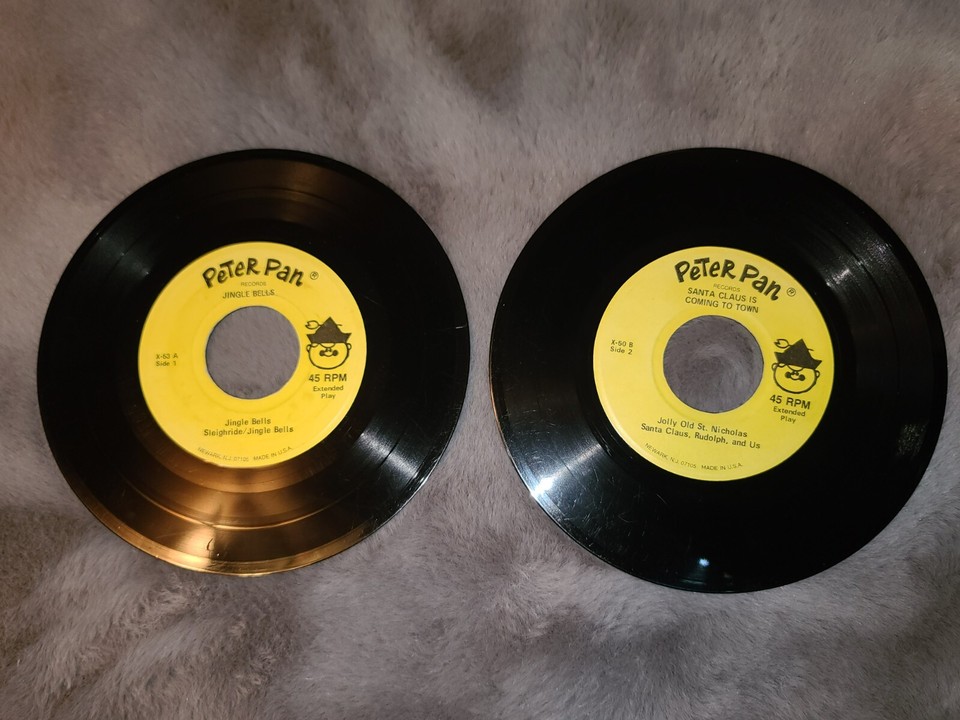 PETER PAN ®
RECORDS
JINGLE BELLS
X-53 A
Side 1
45 RPM
Extended
Play
Jingle Bells
Sleighride/Jingle Bells
NEWARK, N.J. 07105 MADE IN U.S.A.
PETER PAN ®
RECORDS
SANTA CLAUS IS
COMING TO TOWN
X-50 B
Side 2
45 RPM
Extended
Play
Jolly Old St. Nicholas
Santa Claus, Rudolph, and Us
NEWARK, N.J. 07105 MADE IN U.S.A.